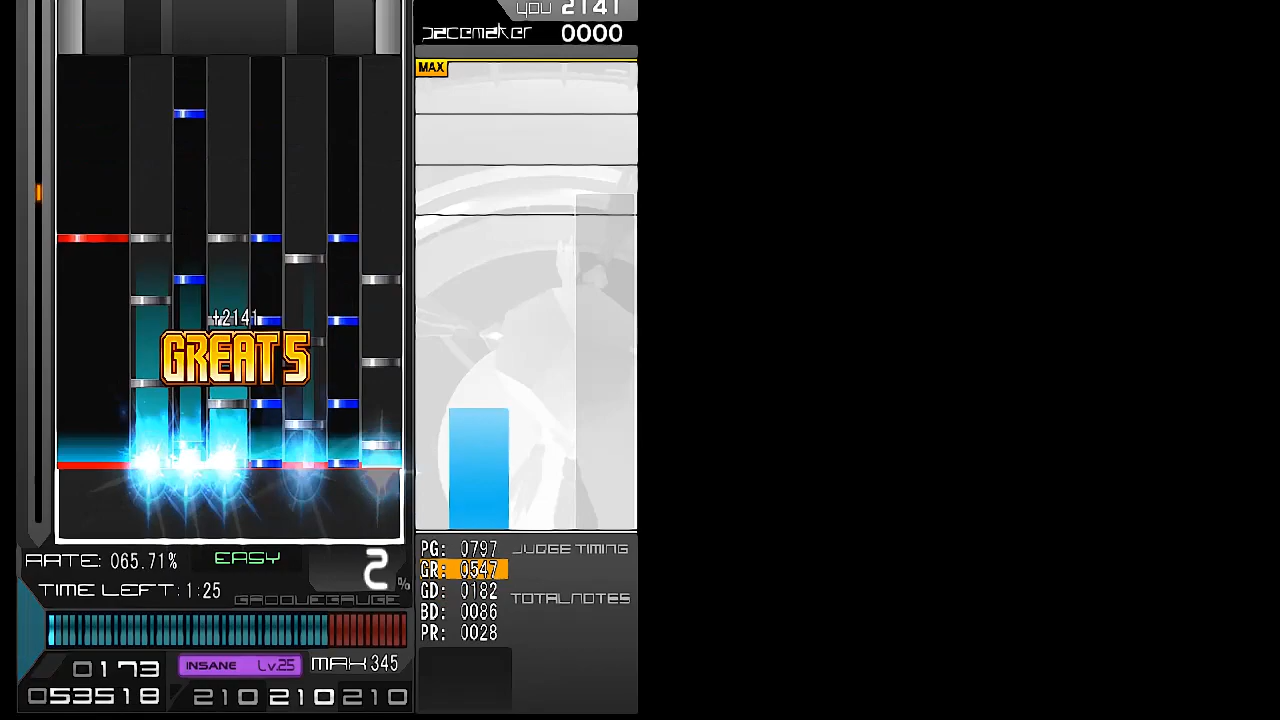 you 2141
pacemaker 0000
MAX
+2141
GREAT 5
RATE: 065.71%
EASY
2%
TIME LEFT: 1:25
GROOVEGAUGE
0173
INSANE Lv.25
MAX 345
053518
210 210 210
PG: 0797
GR: 0547
GD: 0182
BD: 0086
PR: 0028
JUDGE TIMING
TOTALNOTES